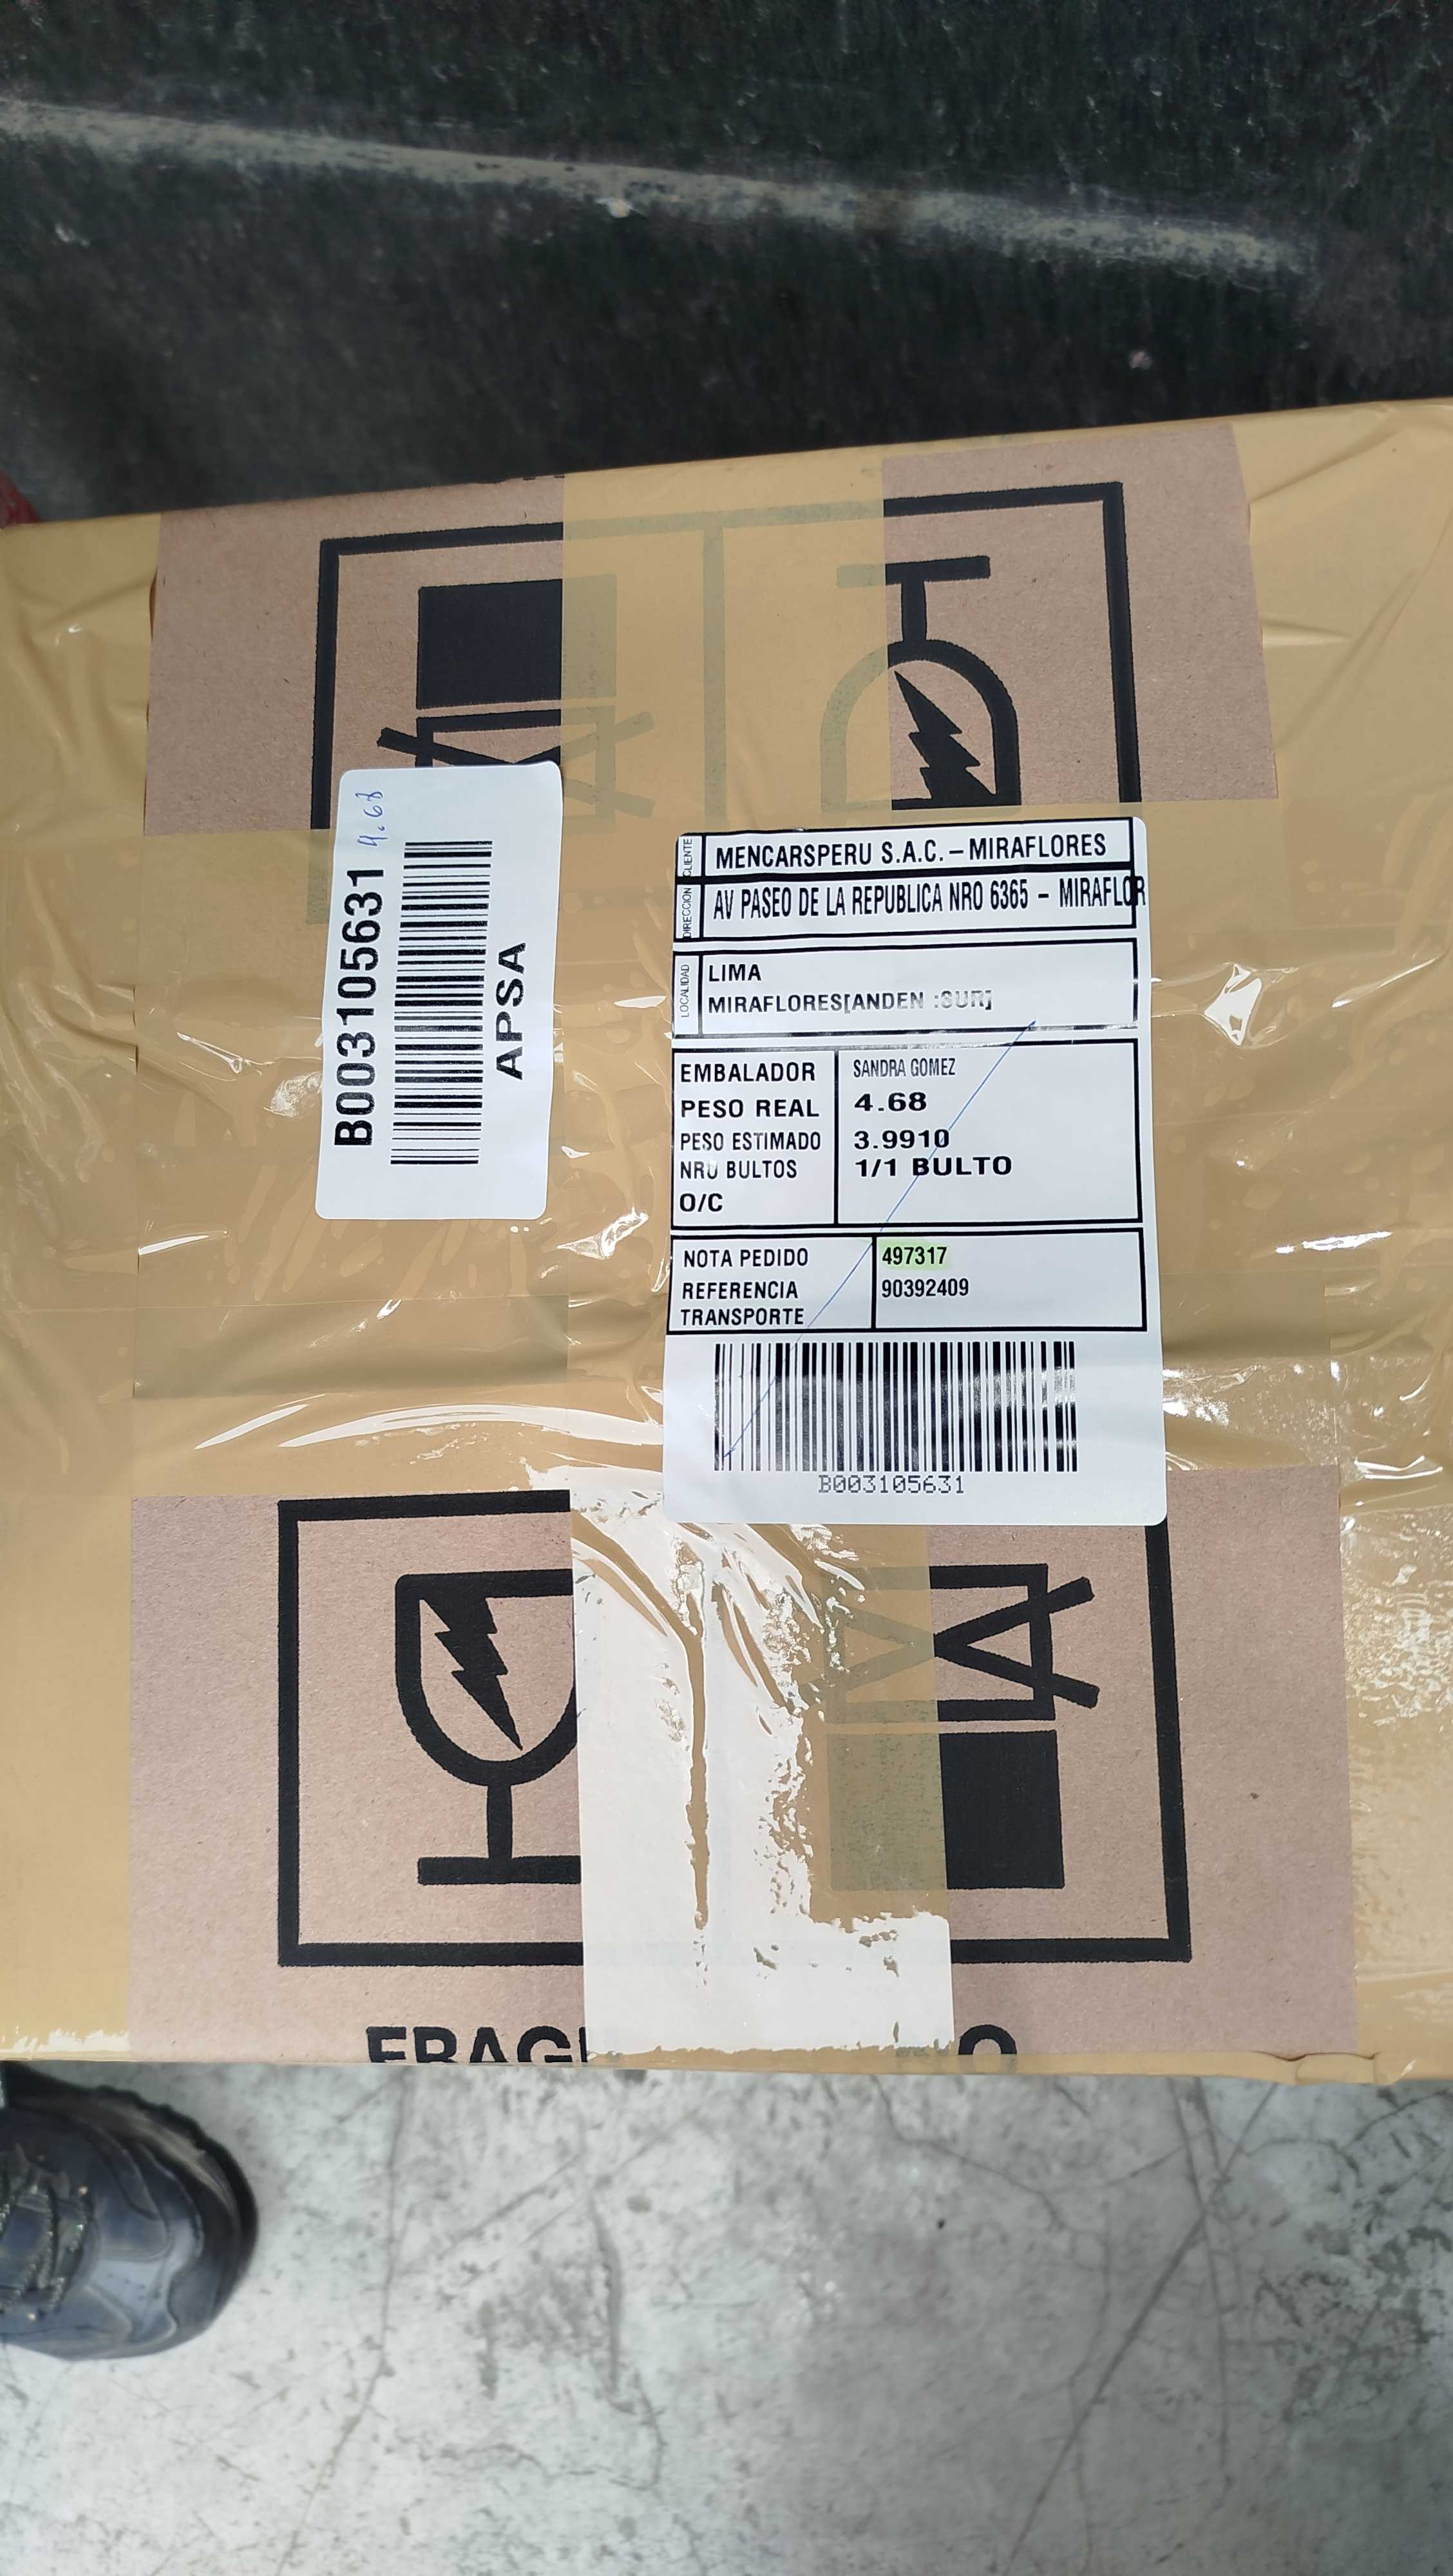 B003105631 4.68
APSA
CLIENTE MENCARSPERU S.A.C. – MIRAFLORES
DIRECCION AV PASEO DE LA REPUBLICA NRO 6365 – MIRAFLOR
LOCALIDAD LIMA
MIRAFLORES[ANDEN :SUR]
EMBALADOR SANDRA GOMEZ
PESO REAL 4.68
PESO ESTIMADO 3.9910
NRO BULTOS 1/1 BULTO
O/C
NOTA PEDIDO 497317
REFERENCIA 90392409
TRANSPORTE
B003105631